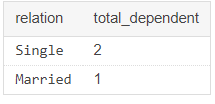 relation total_dependent
Single 2
Married 1